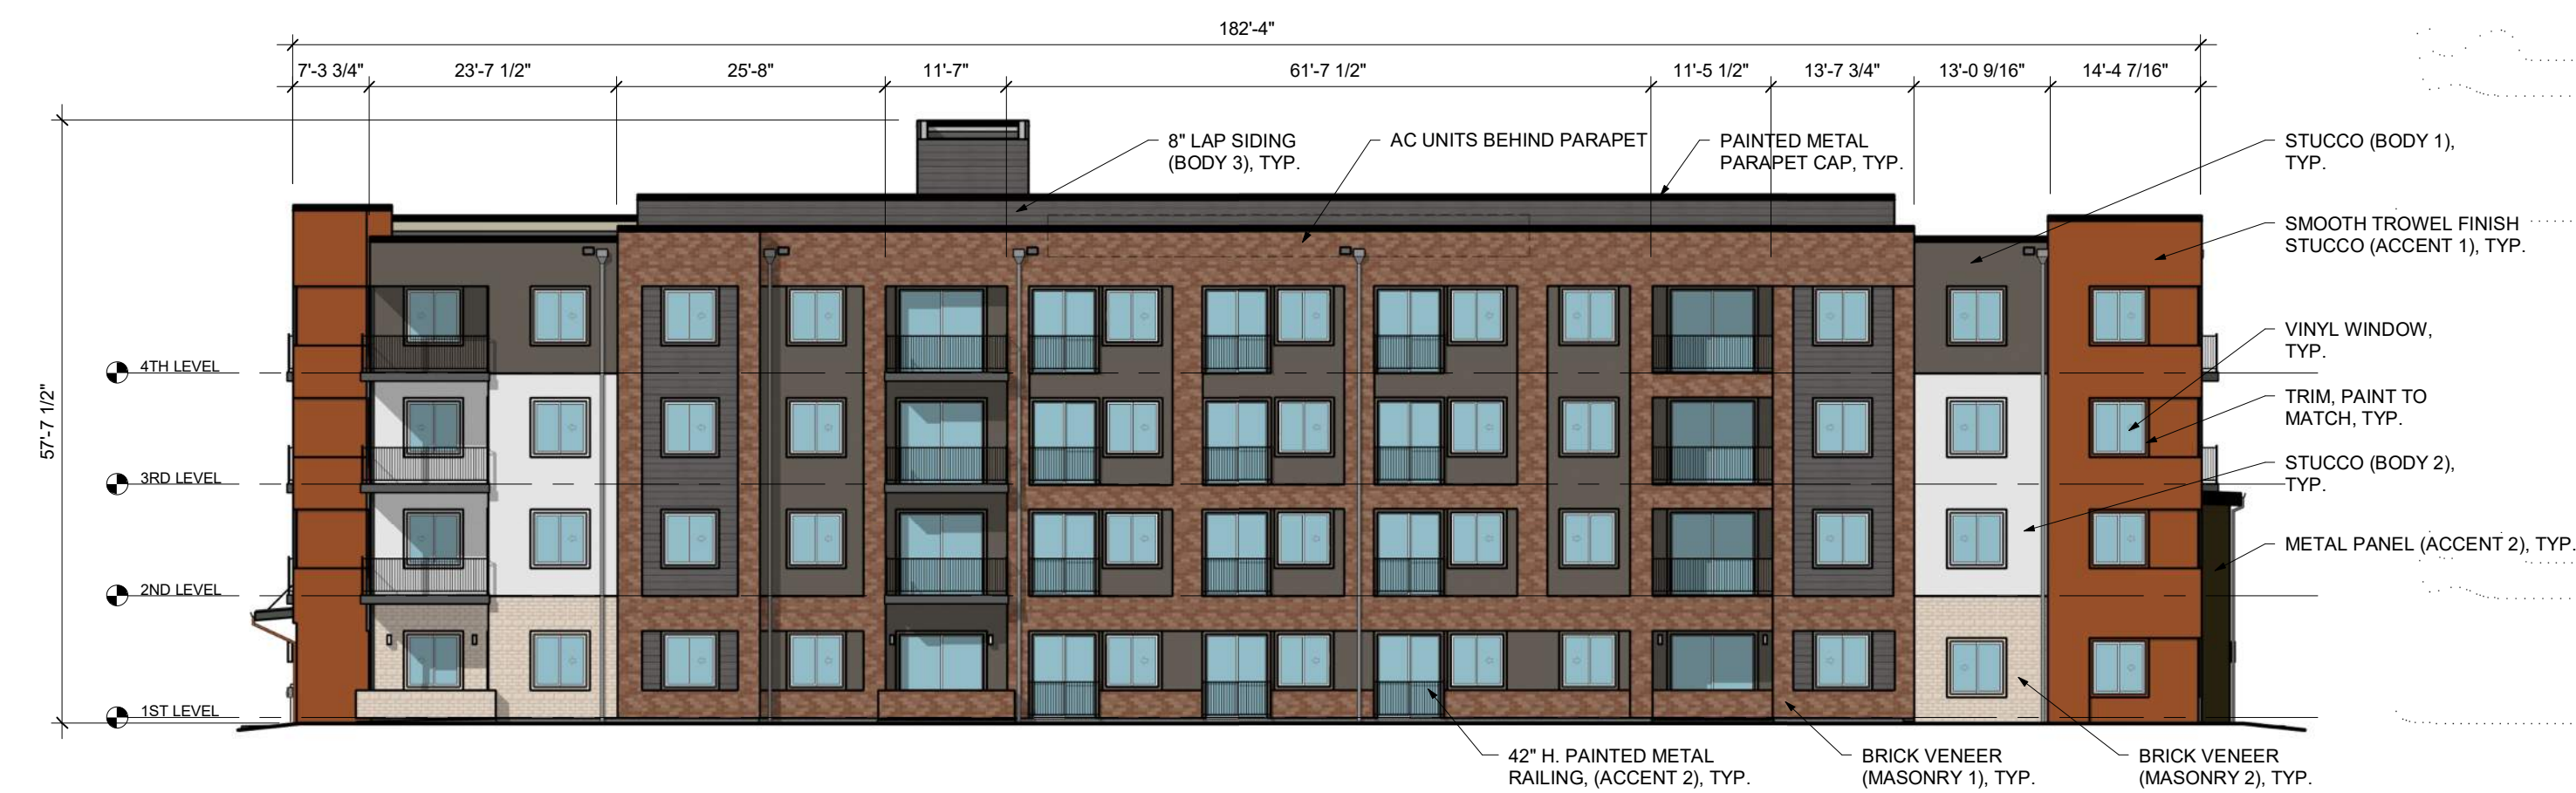 182'-4"
7'-3 3/4" 23'-7 1/2" 25'-8" 11'-7" 61'-7 1/2" 11'-5 1/2" 13'-7 3/4" 13'-0 9/16" 14'-4 7/16"
8" LAP SIDING
(BODY 3), TYP.
AC UNITS BEHIND PARAPET
PAINTED METAL
PARAPET CAP, TYP.
STUCCO (BODY 1),
TYP.
SMOOTH TROWEL FINISH
STUCCO (ACCENT 1), TYP.
VINYL WINDOW,
TYP.
TRIM, PAINT TO
MATCH, TYP.
STUCCO (BODY 2),
TYP.
METAL PANEL (ACCENT 2), TYP.
57'-7 1/2"
4TH LEVEL
3RD LEVEL
2ND LEVEL
1ST LEVEL
42" H. PAINTED METAL
RAILING, (ACCENT 2), TYP.
BRICK VENEER
(MASONRY 1), TYP.
BRICK VENEER
(MASONRY 2), TYP.